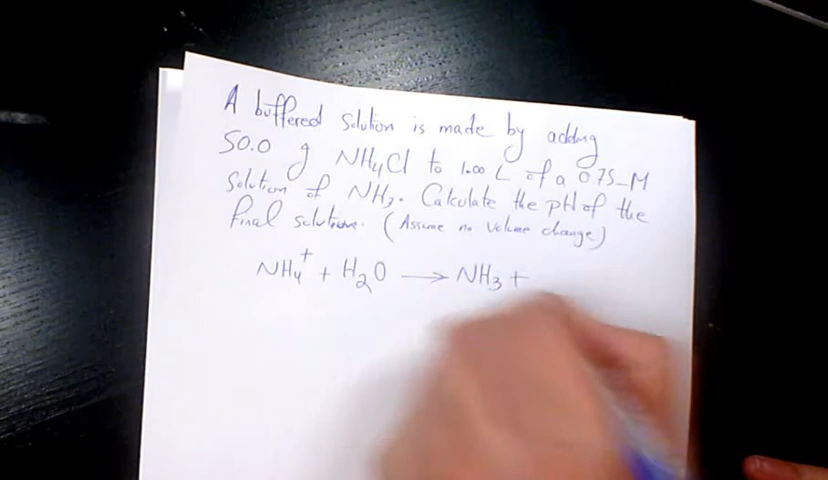 A buffered solution is made by adding
50.0 g NH4Cl to 1.00 L of a 0.75-M
solution of NH3. Calculate the pH of the
final solution. (Assume no volume change)
NH4+ + H2O → NH3 +